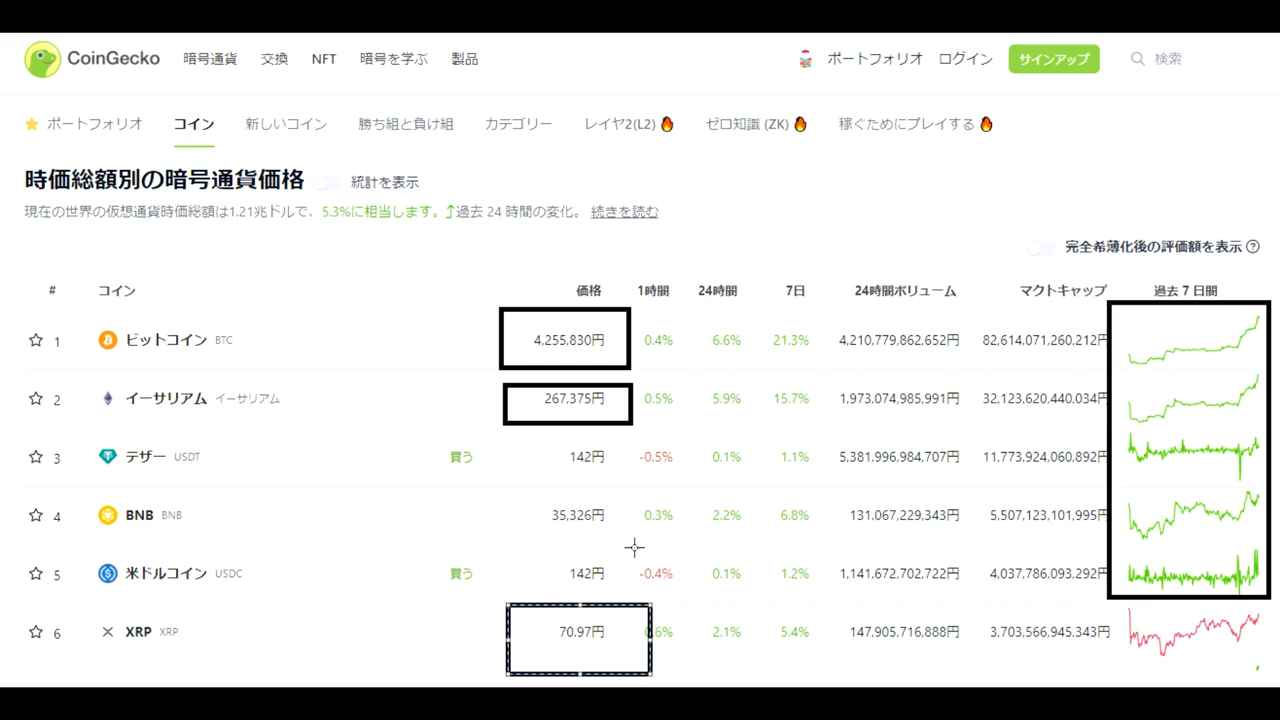 CoinGecko 暗号通貨 交換 NFT 暗号を学ぶ 製品 ポートフォリオ ログイン サインアップ 検索
ポートフォリオ コイン 新しいコイン 勝ち組と負け組 カテゴリー レイヤ2(L2) ゼロ知識 (ZK) 稼ぐためにプレイする
時価総額別の暗号通貨価格 統計を表示
現在の世界の仮想通貨時価総額は1.21兆ドルで、5.3%に相当します。過去 24 時間の変化。 続きを読む
完全希薄化後の評価額を表示
# コイン 価格 1時間 24時間 7日 24時間ボリューム マクトキャップ 過去 7 日間
1 ビットコイン BTC 4,255,830円 0.4% 6.6% 21.3% 4,210,779,862,652円 82,614,071,260,212円
2 イーサリアム イーサリアム 267,375円 0.5% 5.9% 15.7% 1,973,074,985,991円 32,123,620,440,034円
3 テザー USDT 買う 142円 -0.5% 0.1% 1.1% 5,381,996,984,707円 11,773,924,060,892円
4 BNB BNB 35,326円 0.3% 2.2% 6.8% 131,067,229,343円 5,507,123,101,995円
5 米ドルコイン USDC 買う 142円 -0.4% 0.1% 1.2% 1,141,672,702,722円 4,037,786,093,292円
6 XRP XRP 70.97円 2.1% 5.4% 147,905,716,888円 3,703,566,945,343円